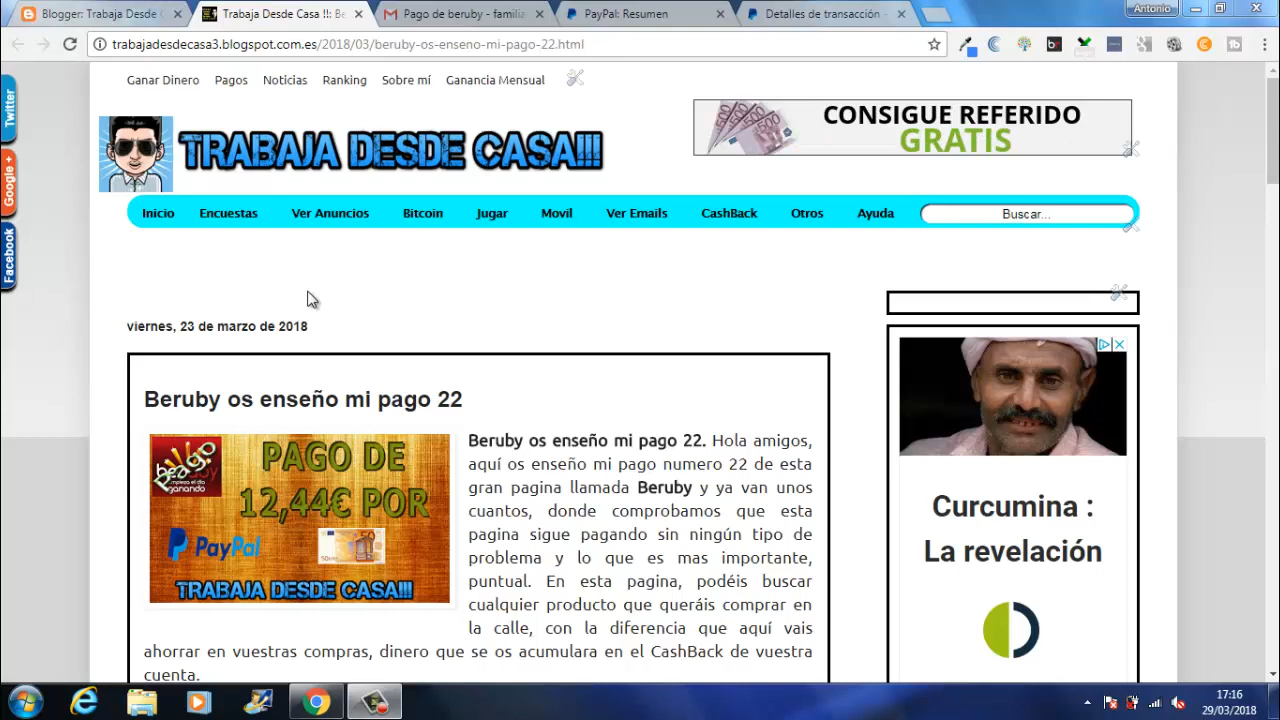 Blogger: Trabaja Desde C
Trabaja Desde Casa !!!: Be
Pago de beruby - familia
PayPal: Resumen
Detalles de transacción -
Antonio
trabajadesdecasa3.blogspot.com.es/2018/03/beruby-os-enseno-mi-pago-22.html
Twitter
Google +
Facebook
Ganar Dinero Pagos Noticias Ranking Sobre mí Ganancia Mensual
TRABAJA DESDE CASA!!!
CONSIGUE REFERIDO
GRATIS
Inicio Encuestas Ver Anuncios Bitcoin Jugar Movil Ver Emails CashBack Otros Ayuda Buscar...
viernes, 23 de marzo de 2018
Beruby os enseño mi pago 22
PAGO DE
12,44€ POR
PayPal
TRABAJA DESDE CASA!!!
Beruby os enseño mi pago 22. Hola amigos,
aquí os enseño mi pago numero 22 de esta
gran pagina llamada Beruby y ya van unos
cuantos, donde comprobamos que esta
pagina sigue pagando sin ningún tipo de
problema y lo que es mas importante,
puntual. En esta pagina, podéis buscar
cualquier producto que queráis comprar en
la calle, con la diferencia que aquí vais
ahorrar en vuestras compras, dinero que se os acumulara en el CashBack de vuestra
cuenta.
Curcumina :
La revelación
17:16
29/03/2018